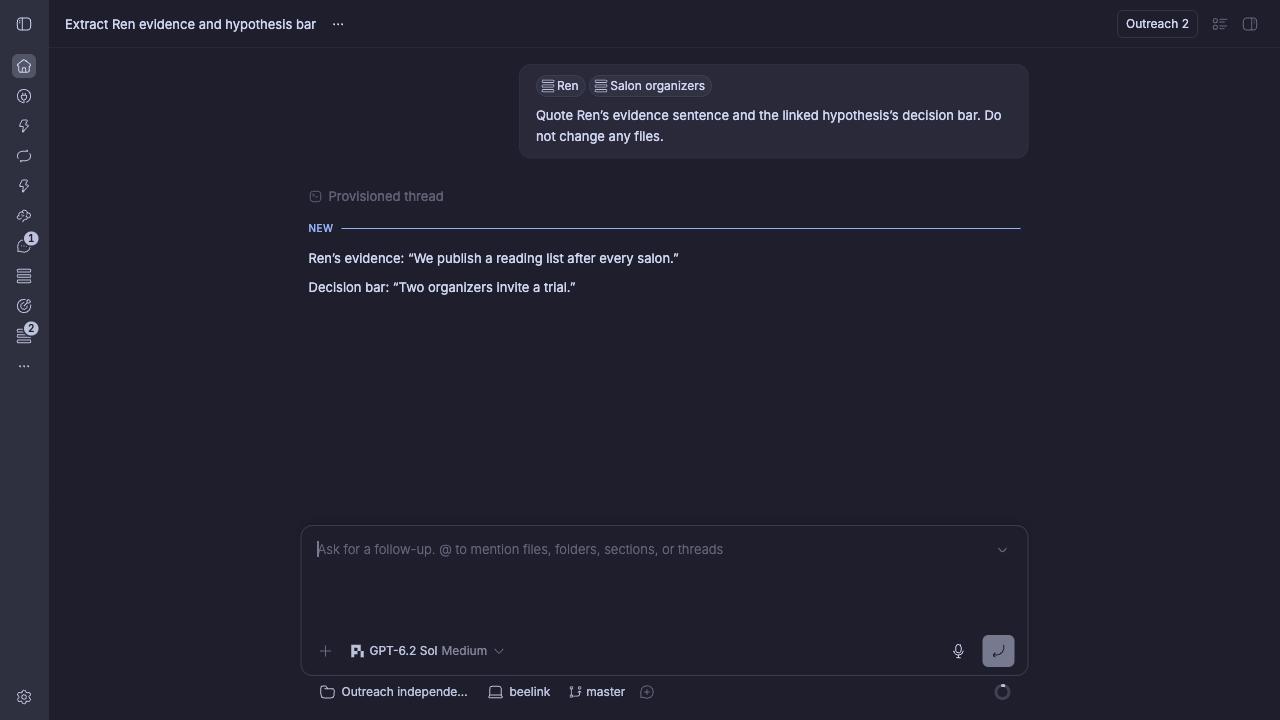 Extract Ren evidence and hypothesis bar
Outreach 2
Ren
Salon organizers
Quote Ren’s evidence sentence and the linked hypothesis’s decision bar. Do
not change any files.
Provisioned thread
NEW
1
Ren’s evidence: “We publish a reading list after every salon.”
Decision bar: “Two organizers invite a trial.”
2
Ask for a follow-up. @ to mention files, folders, sections, or threads
GPT-6.2 Sol Medium
Outreach independe...
beelink
master